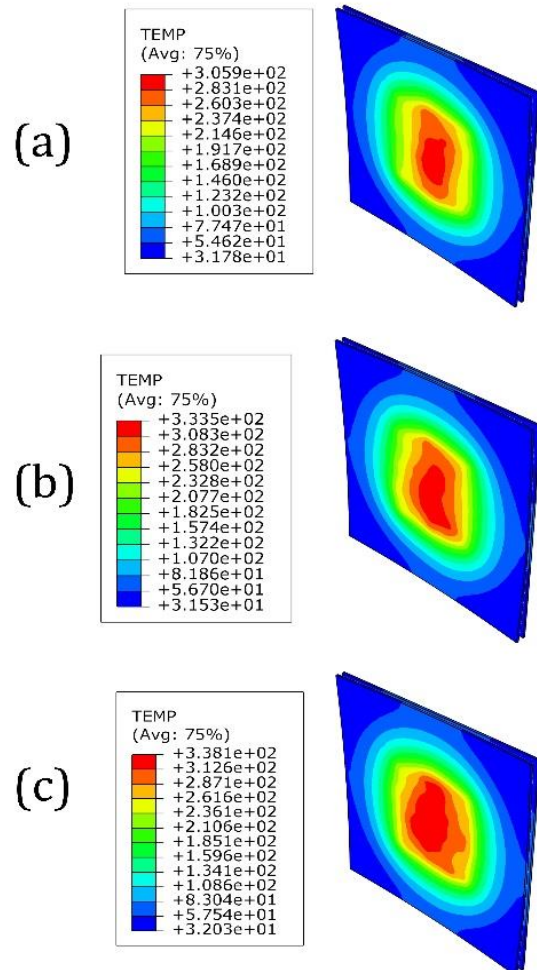 (a)
TEMP
(Avg: 75%)
+3.059e+02
+2.831e+02
+2.603e+02
+2.374e+02
+2.146e+02
+1.917e+02
+1.689e+02
+1.460e+02
+1.232e+02
+1.003e+02
+7.747e+01
+5.462e+01
+3.178e+01
(b)
TEMP
(Avg: 75%)
+3.335e+02
+3.083e+02
+2.832e+02
+2.580e+02
+2.328e+02
+2.077e+02
+1.825e+02
+1.574e+02
+1.322e+02
+1.070e+02
+8.186e+01
+5.670e+01
+3.153e+01
(c)
TEMP
(Avg: 75%)
+3.381e+02
+3.126e+02
+2.871e+02
+2.616e+02
+2.361e+02
+2.106e+02
+1.851e+02
+1.596e+02
+1.341e+02
+1.086e+02
+8.304e+01
+5.754e+01
+3.203e+01